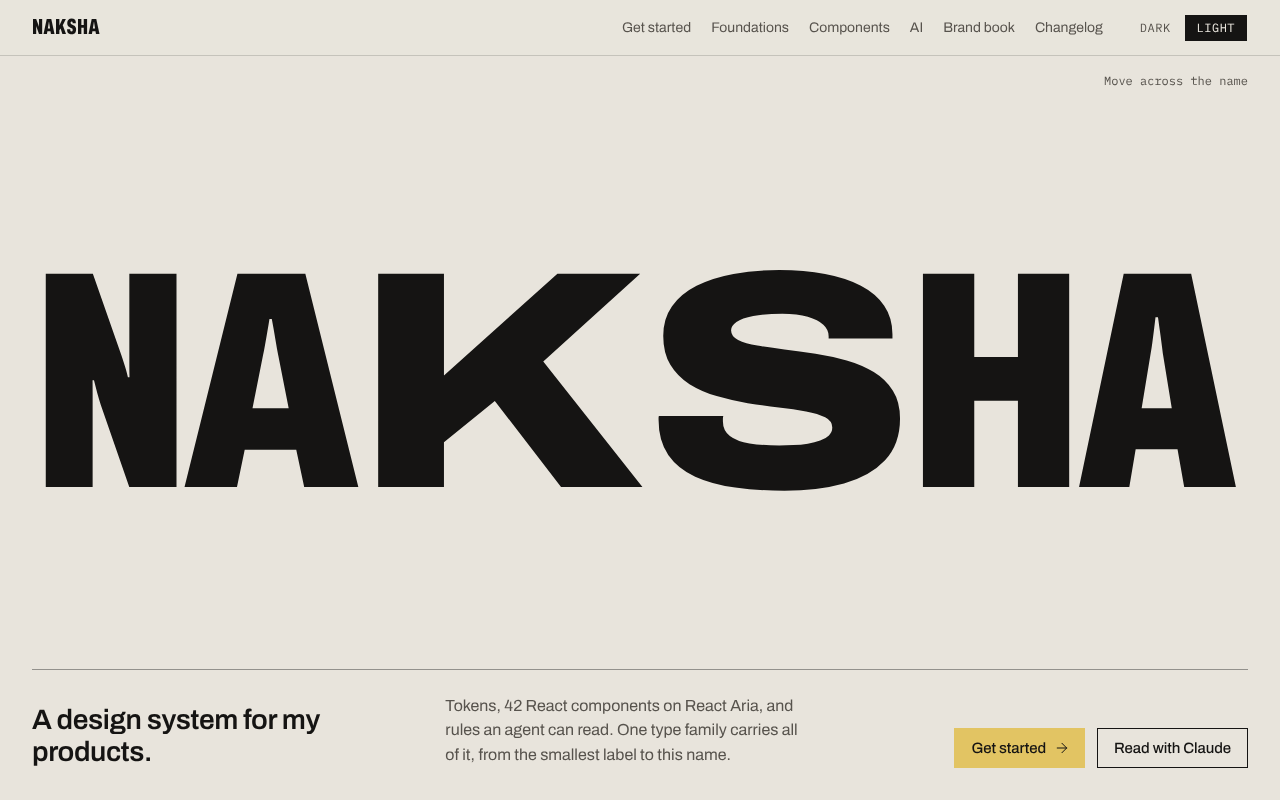 NAKSHA
Get started
Foundations
Components
AI
Brand book
Changelog
DARK
LIGHT
Move across the name
NAKSHA
A design system for my
products.
Tokens, 42 React components on React Aria, and
rules an agent can read. One type family carries all
of it, from the smallest label to this name.
Get started →
Read with Claude